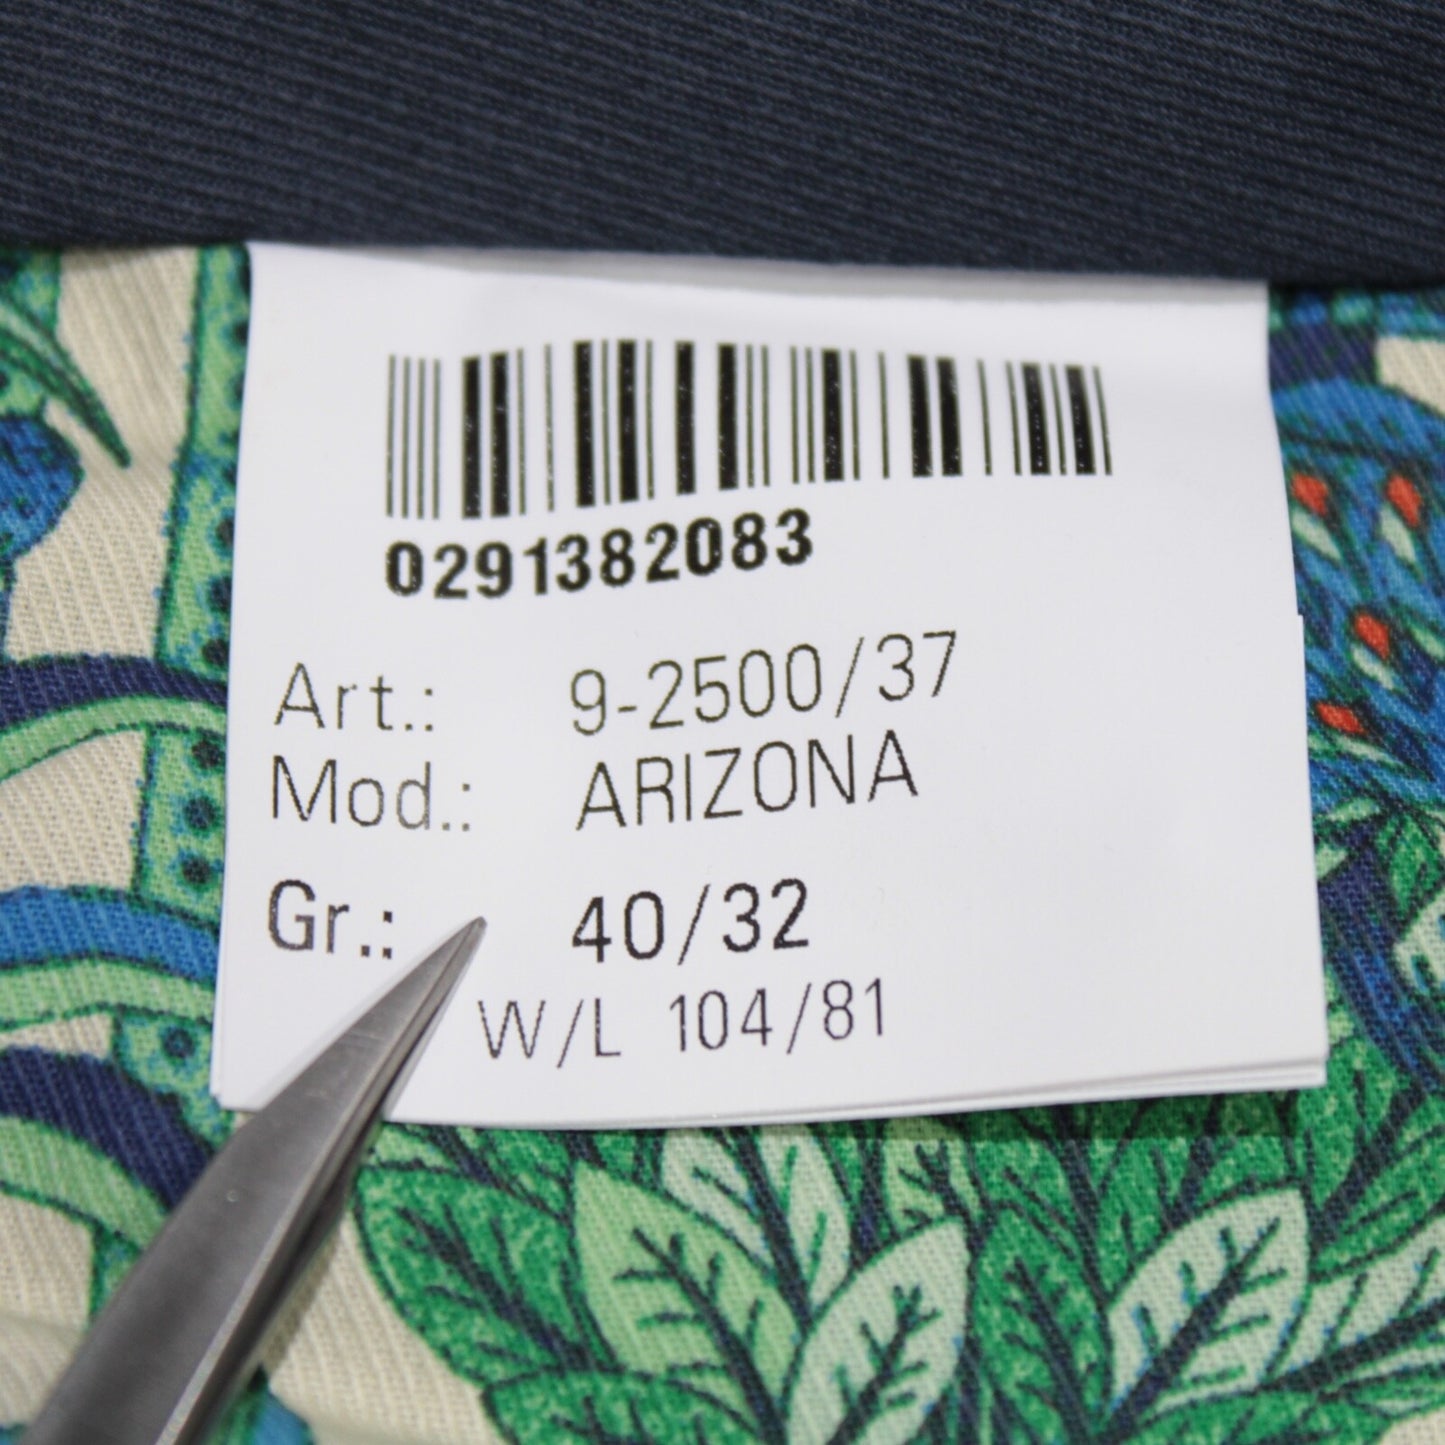 0291382083
Art.: 9-2500/37
Mod.: ARIZONA
Gr.: 40/32
W/L 104/81